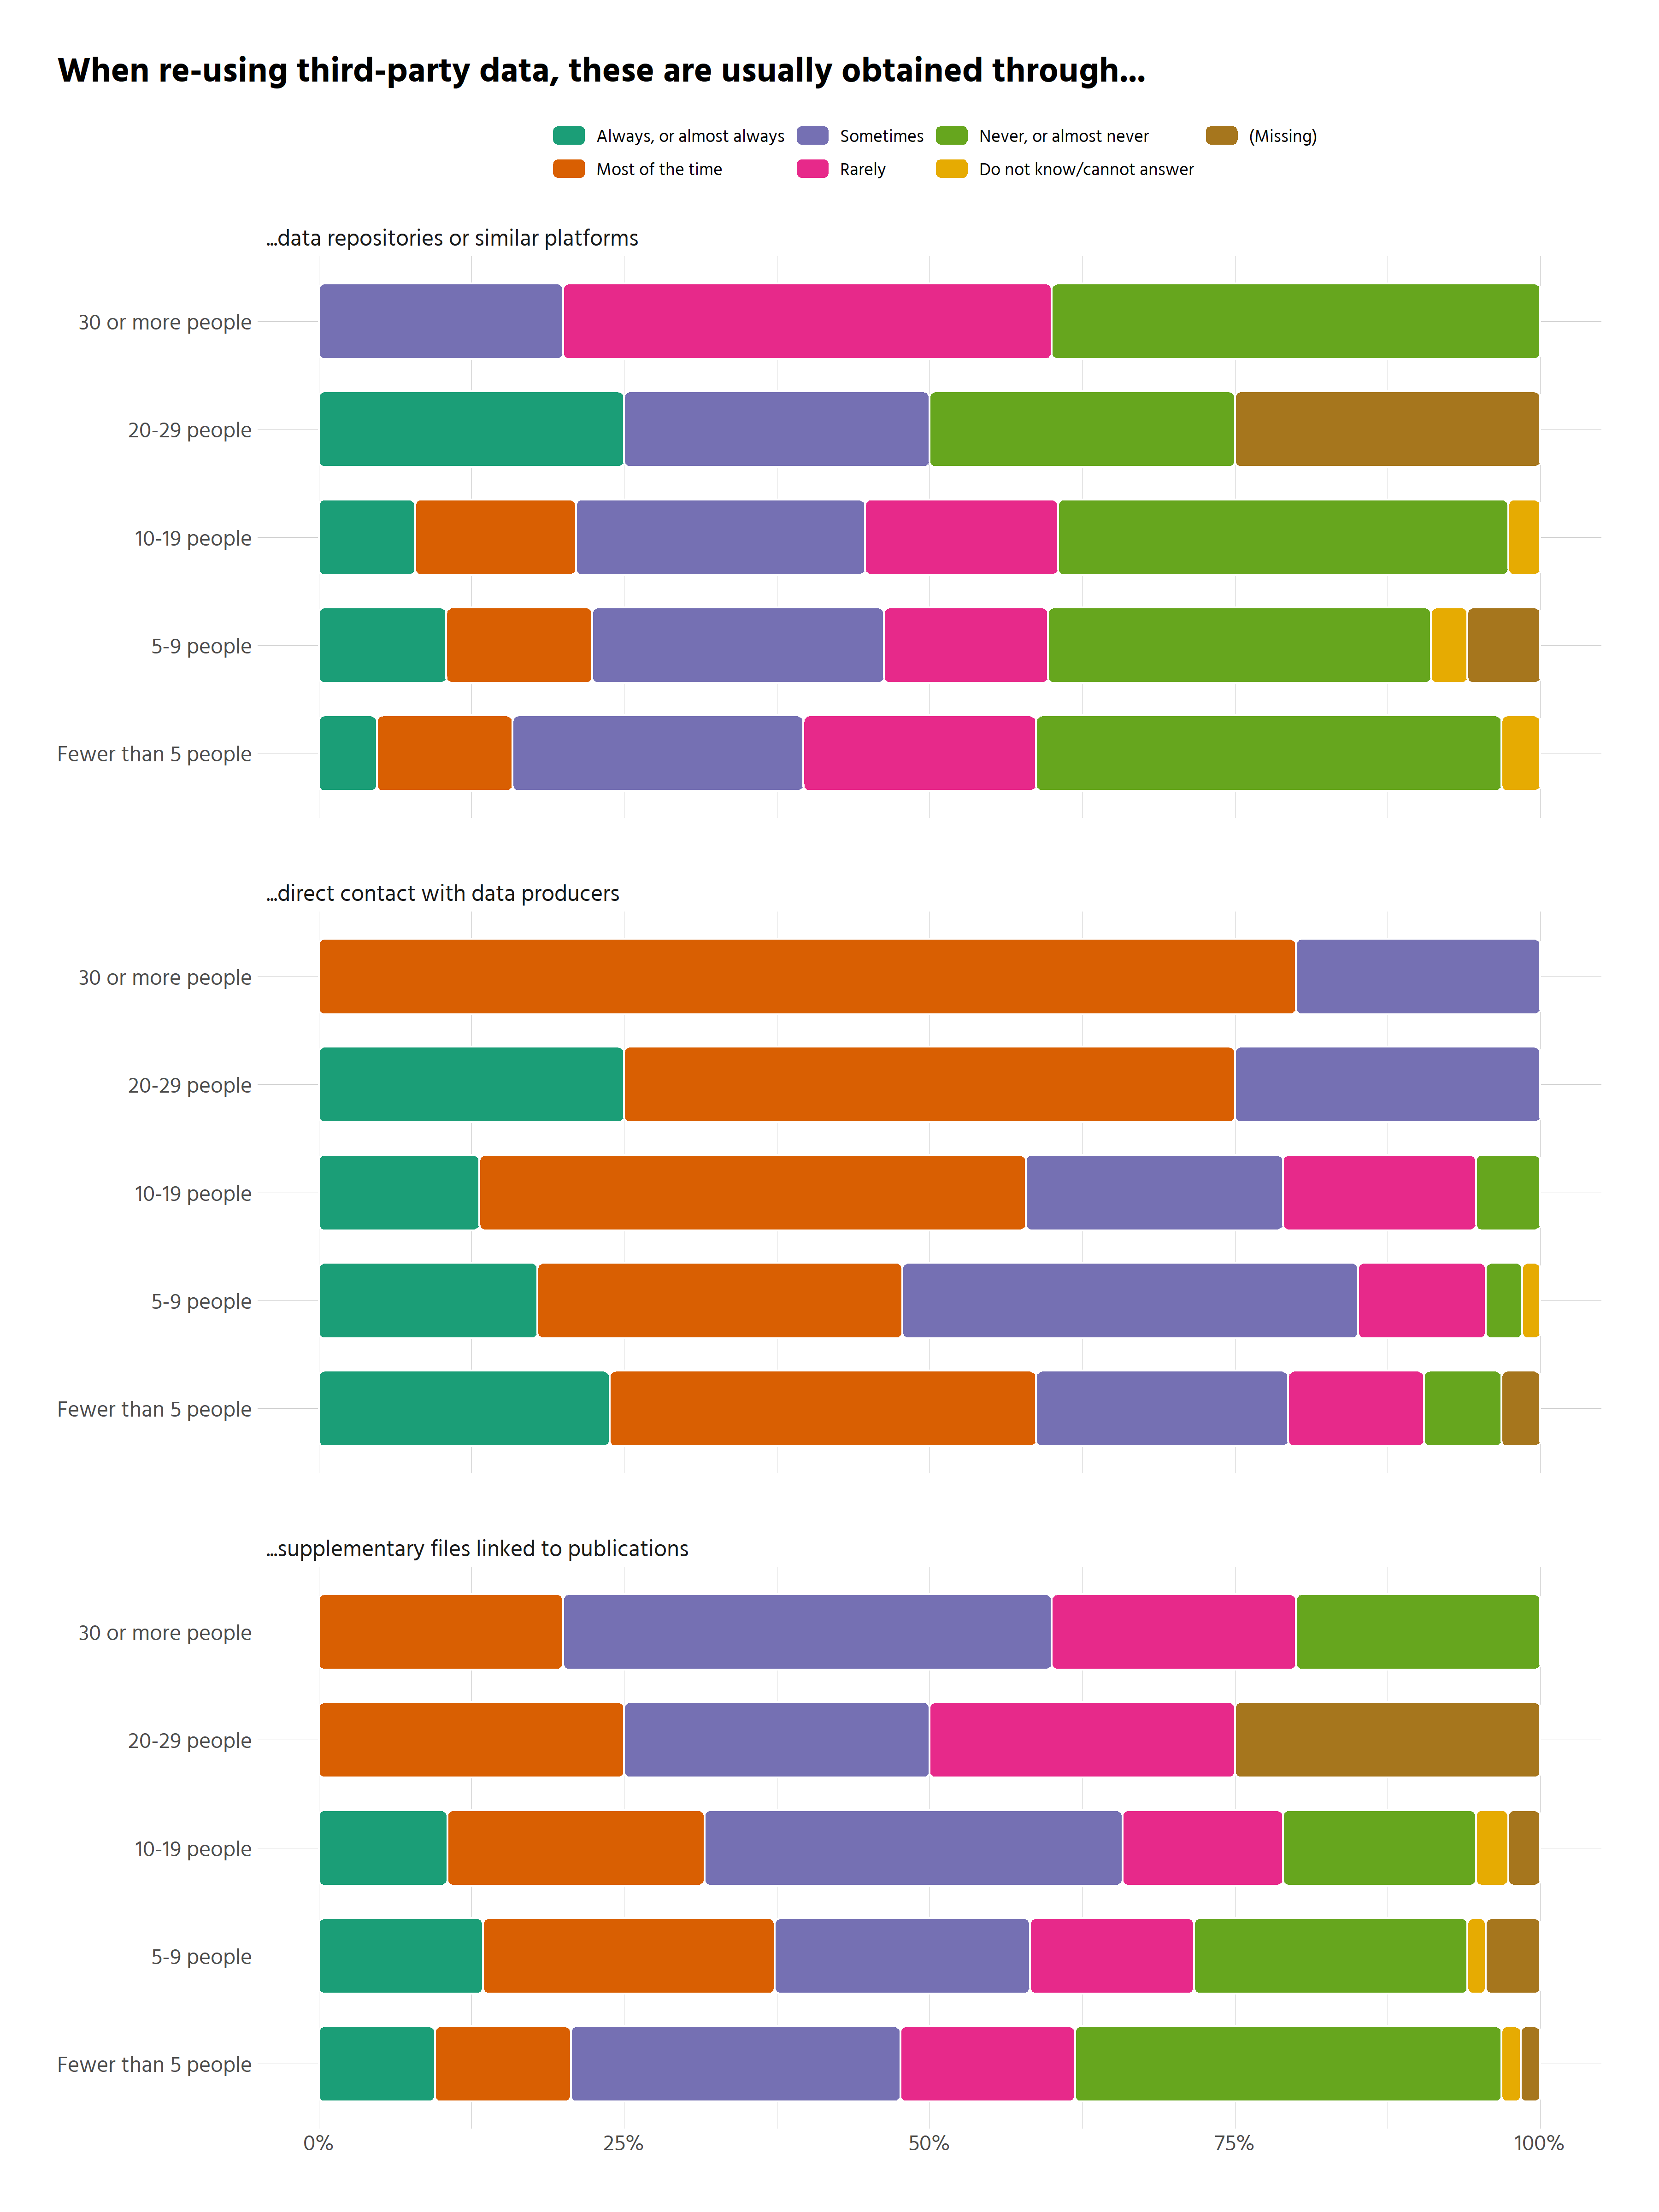 When re-using third-party data, these are usually obtained through...
Always, or almost always Sometimes Never, or almost never (Missing)
Most of the time Rarely Do not know/cannot answer
...data repositories or similar platforms
30 or more people
20-29 people
10-19 people
5-9 people
Fewer than 5 people
...direct contact with data producers
30 or more people
20-29 people
10-19 people
5-9 people
Fewer than 5 people
...supplementary files linked to publications
30 or more people
20-29 people
10-19 people
5-9 people
Fewer than 5 people
0% 25% 50% 75% 100%